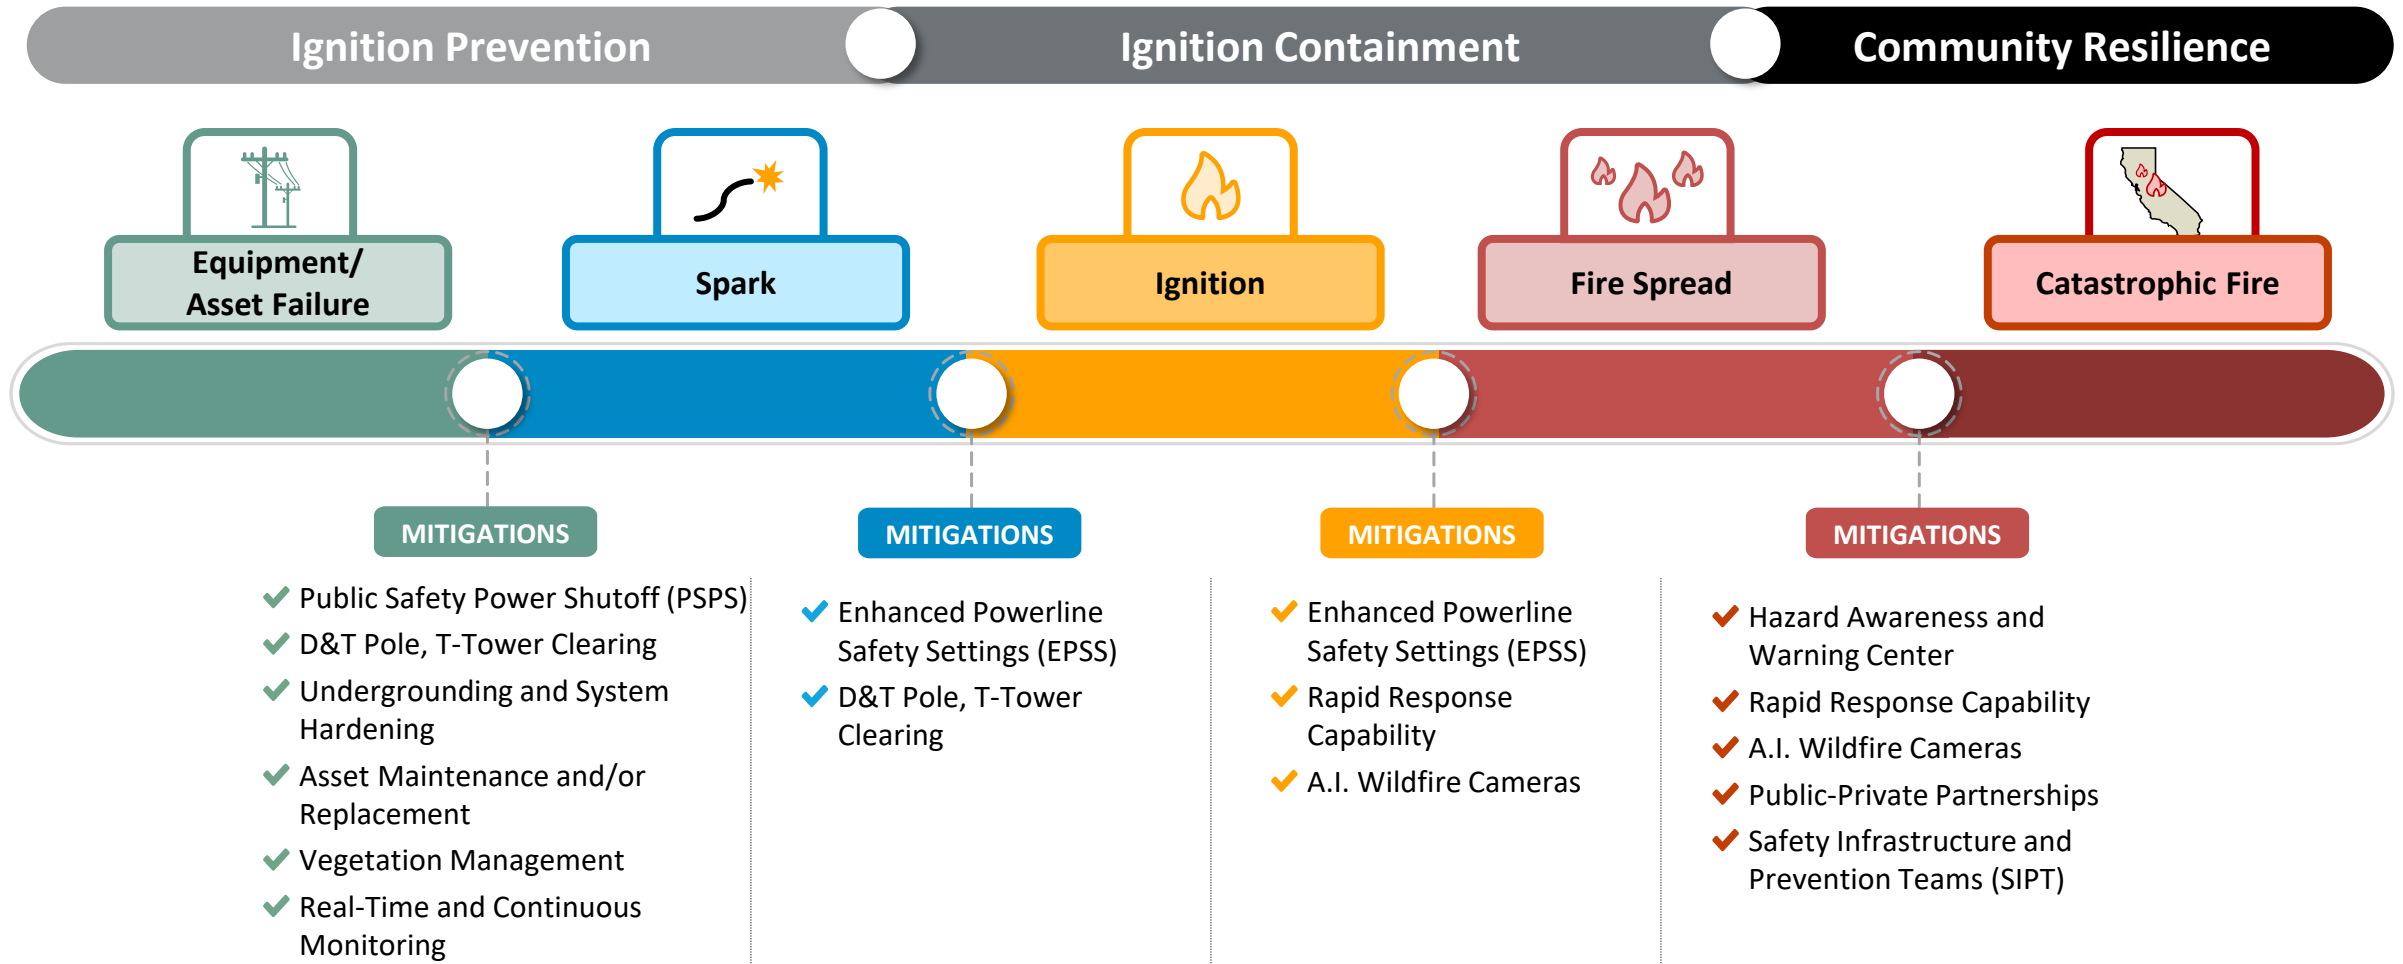 Ignition Prevention
Ignition Containment
Community Resilience
Equipment/
Asset Failure
Spark
Ignition
Fire Spread
Catastrophic Fire
MITIGATIONS
Public Safety Power Shutoff (PSPS)
D&T Pole, T-Tower Clearing
Undergrounding and System
Hardening
Asset Maintenance and/or
Replacement
Vegetation Management
Real-Time and Continuous
Monitoring
MITIGATIONS
Enhanced Powerline
Safety Settings (EPSS)
D&T Pole, T-Tower
Clearing
MITIGATIONS
Enhanced Powerline
Safety Settings (EPSS)
Rapid Response
Capability
A.I. Wildfire Cameras
MITIGATIONS
Hazard Awareness and
Warning Center
Rapid Response Capability
A.I. Wildfire Cameras
Public-Private Partnerships
Safety Infrastructure and
Prevention Teams (SIPT)